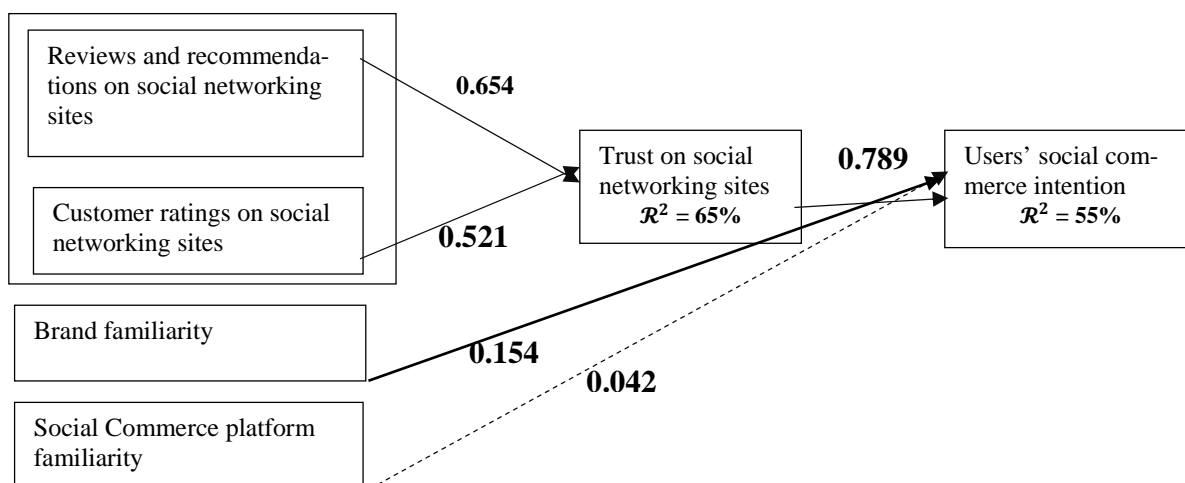 Reviews and recommenda-
tions on social networking
sites
0.654
Customer ratings on social
networking sites
0.521
Trust on social
networking sites
ℛ² = 65%
0.789
Users’ social com-
merce intention
ℛ² = 55%
Brand familiarity
0.154
0.042
Social Commerce platform
familiarity